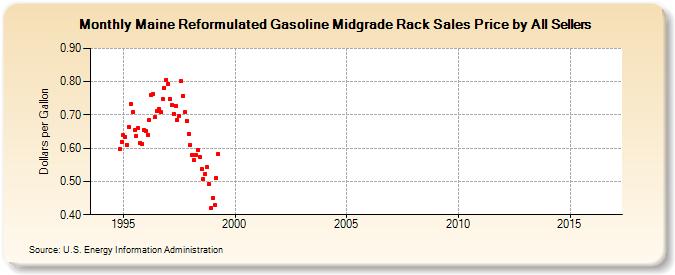 Monthly Maine Reformulated Gasoline Midgrade Rack Sales Price by All Sellers
Dollars per Gallon
0.90
0.80
0.70
0.60
0.50
0.40
1995 2000 2005 2010 2015
Source: U.S. Energy Information Administration